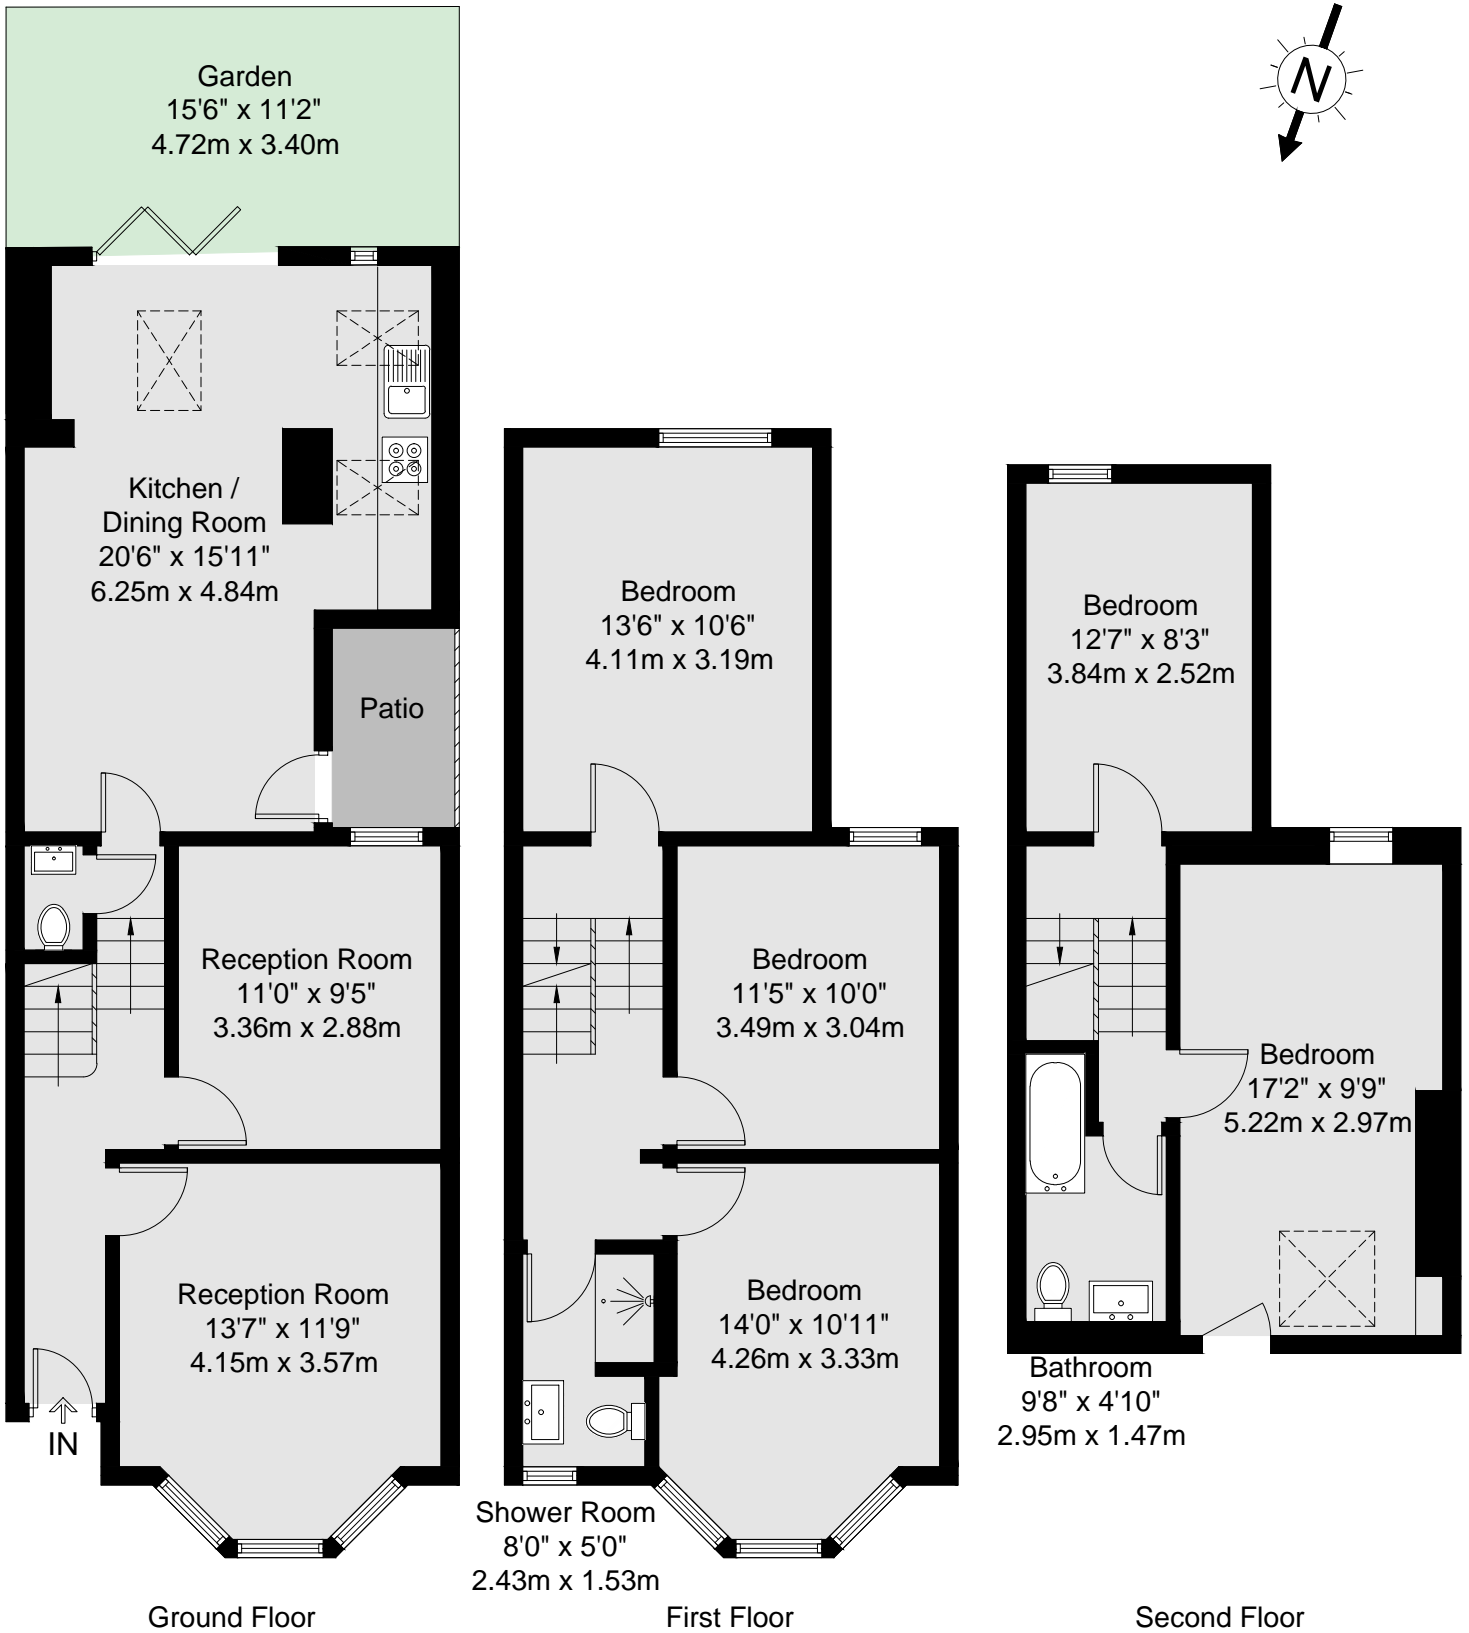 Garden
15'6" x 11'2"
4.72m x 3.40m
N
Kitchen /
Dining Room
20'6" x 15'11"
6.25m x 4.84m
Patio
Reception Room
11'0" x 9'5"
3.36m x 2.88m
Reception Room
13'7" x 11'9"
4.15m x 3.57m
IN
Ground Floor
Bedroom
13'6" x 10'6"
4.11m x 3.19m
Bedroom
11'5" x 10'0"
3.49m x 3.04m
Bedroom
14'0" x 10'11"
4.26m x 3.33m
Shower Room
8'0" x 5'0"
2.43m x 1.53m
First Floor
Bedroom
12'7" x 8'3"
3.84m x 2.52m
Bedroom
17'2" x 9'9"
5.22m x 2.97m
Bathroom
9'8" x 4'10"
2.95m x 1.47m
Second Floor